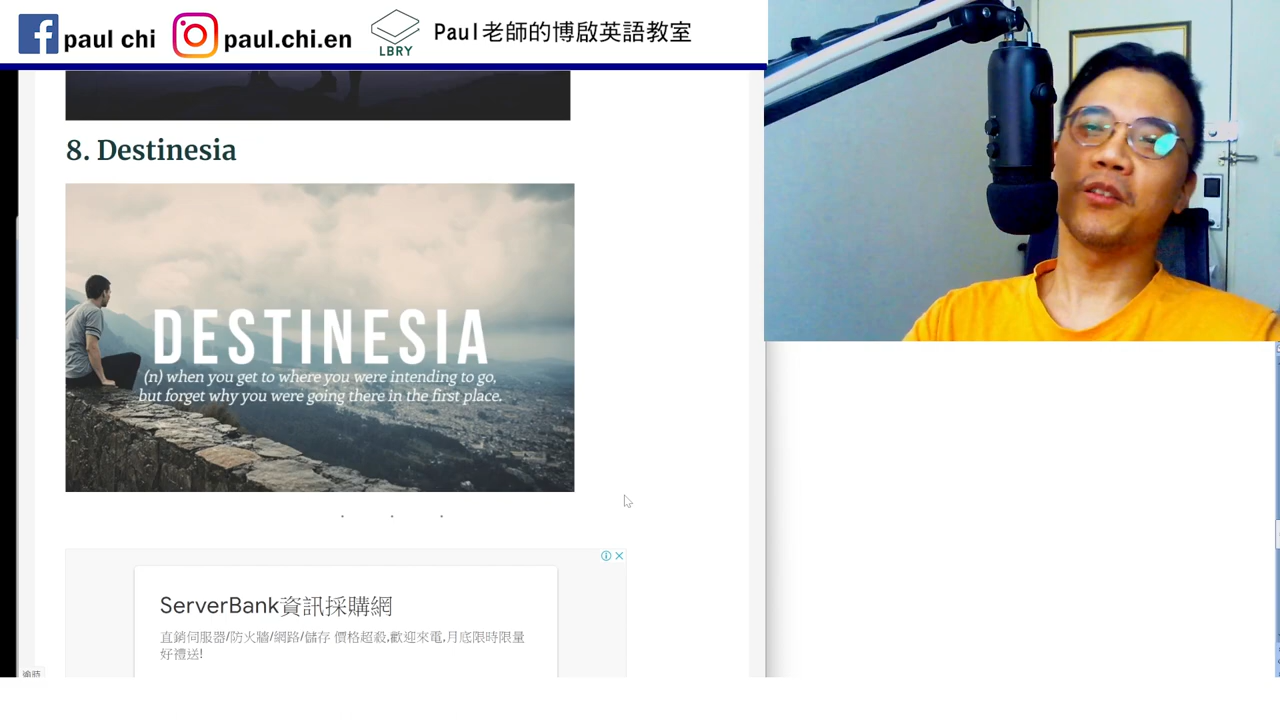 paul chi
paul.chi.en
LBRY
Paul老師的博啟英語教室
8. Destinesia
DESTINESIA
(n) when you get to where you were intending to go,
but forget why you were going there in the first place.
ServerBank資訊採購網
直銷伺服器/防火牆/網路/儲存 價格超殺,歡迎來電,月底限時限量
好禮送!